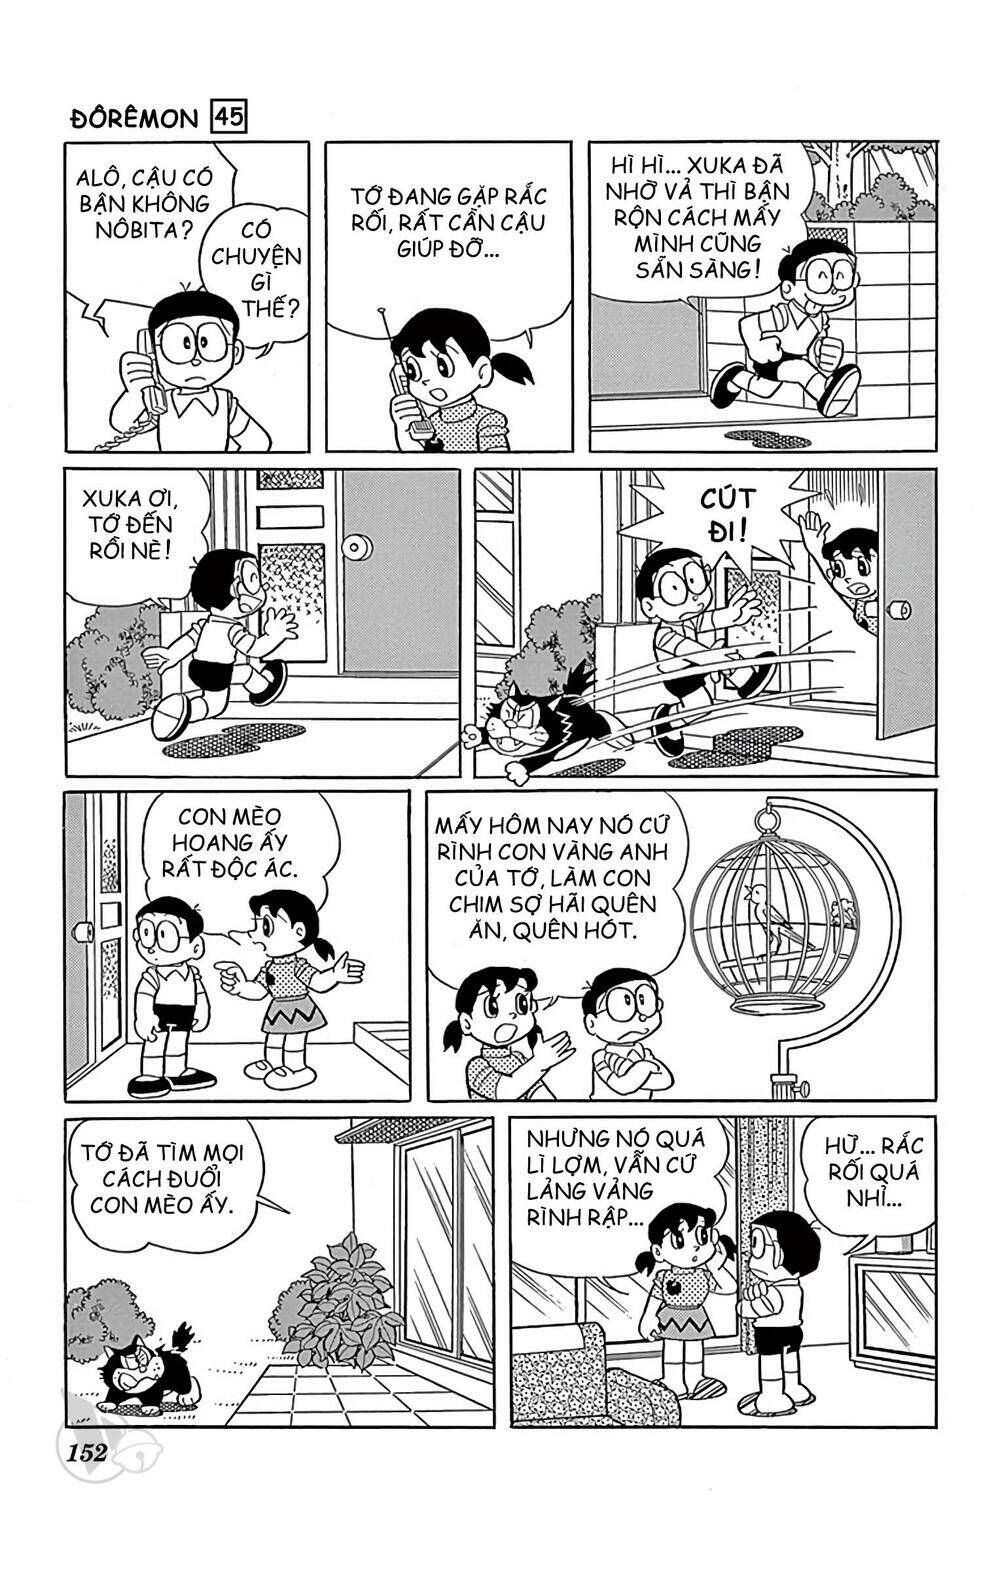 ĐÔRÊMON 45
ALÔ, CẬU CÓ
BẬN KHÔNG
NÔBITA?
CÓ
CHUYỆN
GÌ
THẾ?
TỚ ĐANG GẶP RẮC
RỐI, RẤT CẦN CẬU
GIÚP ĐỠ...
HÌ HÌ... XUKA ĐÃ
NHỜ VẢ THÌ BẬN
RỘN CÁCH MẤY
MÌNH CŨNG
SẴN SÀNG!
XUKA ƠI,
TỚ ĐẾN
RỒI NÈ!
CÚT
ĐI!
CON MÈO
HOANG ẤY
RẤT ĐỘC ÁC.
MẤY HÔM NAY NÓ CỨ
RÌNH CON VÀNG ANH
CỦA TỚ, LÀM CON
CHIM SỢ HÃI QUÊN
ĂN, QUÊN HÓT.
TỚ ĐÃ TÌM MỌI
CÁCH ĐUỔI
CON MÈO ẤY.
NHƯNG NÓ QUÁ
LÌ LỢM, VẪN CỨ
LẢNG VẢNG
RÌNH RẬP...
HỪ... RẮC
RỐI QUÁ
NHỈ...
152